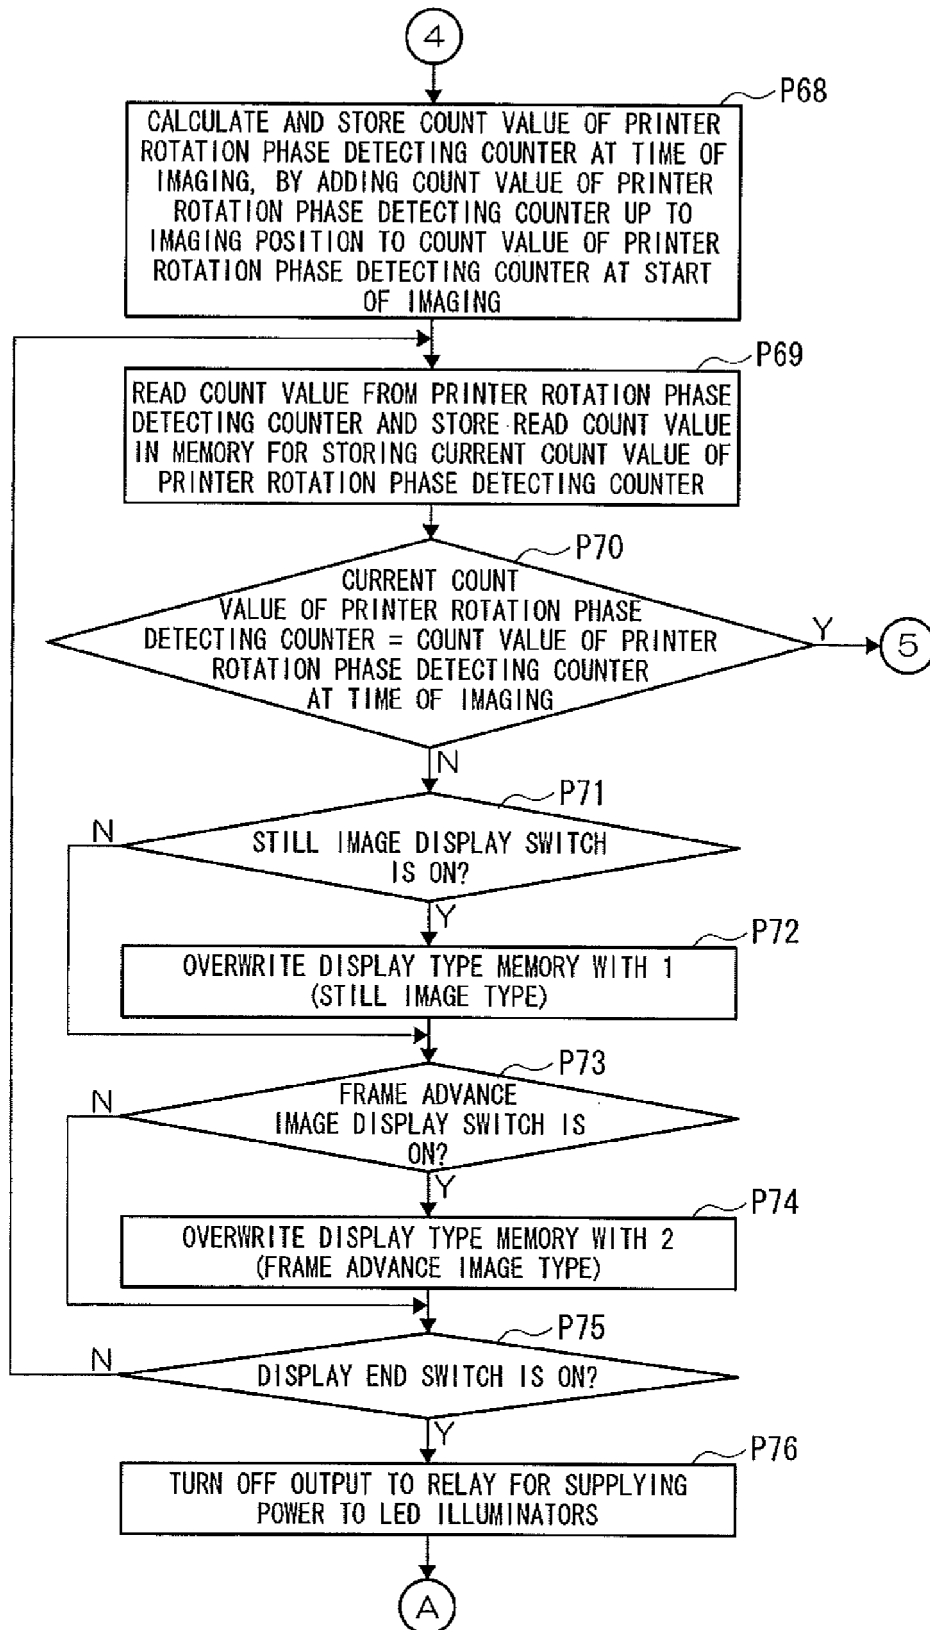 4
P68
CALCULATE AND STORE COUNT VALUE OF PRINTER
ROTATION PHASE DETECTING COUNTER AT TIME OF
IMAGING, BY ADDING COUNT VALUE OF PRINTER
ROTATION PHASE DETECTING COUNTER UP TO
IMAGING POSITION TO COUNT VALUE OF PRINTER
ROTATION PHASE DETECTING COUNTER AT START
OF IMAGING
P69
READ COUNT VALUE FROM PRINTER ROTATION PHASE
DETECTING COUNTER AND STORE READ COUNT VALUE
IN MEMORY FOR STORING CURRENT COUNT VALUE OF
PRINTER ROTATION PHASE DETECTING COUNTER
P70
CURRENT COUNT
VALUE OF PRINTER ROTATION PHASE
DETECTING COUNTER = COUNT VALUE OF PRINTER
ROTATION PHASE DETECTING COUNTER
AT TIME OF IMAGING
Y
5
N
P71
N
STILL IMAGE DISPLAY SWITCH
IS ON?
Y
P72
OVERWRITE DISPLAY TYPE MEMORY WITH 1
(STILL IMAGE TYPE)
P73
N
FRAME ADVANCE
IMAGE DISPLAY SWITCH IS
ON?
Y
P74
OVERWRITE DISPLAY TYPE MEMORY WITH 2
(FRAME ADVANCE IMAGE TYPE)
P75
N
DISPLAY END SWITCH IS ON?
Y
P76
TURN OFF OUTPUT TO RELAY FOR SUPPLYING
POWER TO LED ILLUMINATORS
A